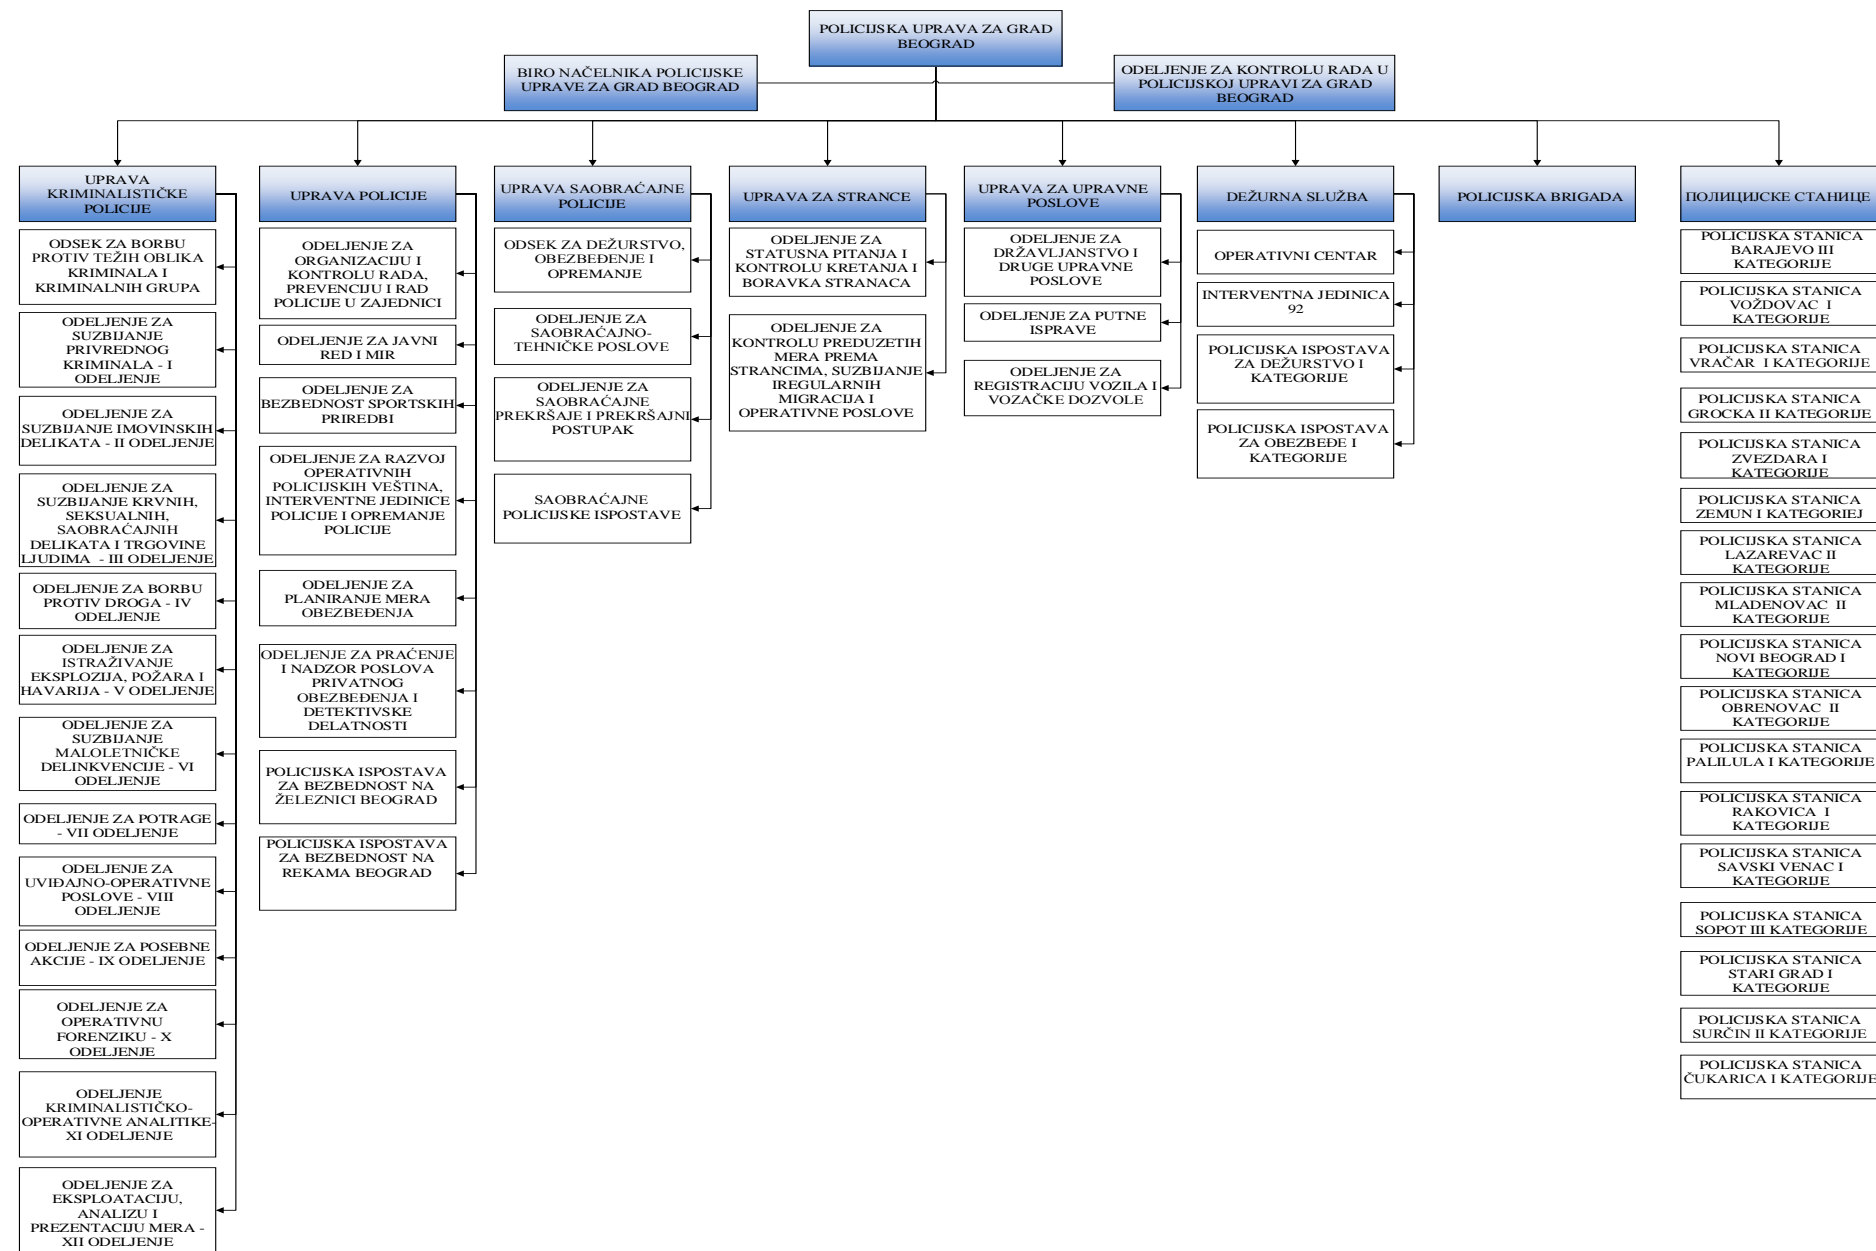 POLICIJSKA UPRAVA ZA GRAD
BEOGRAD
BIRO NAČELNIKA POLICIJSKE
UPRAVE ZA GRAD BEOGRAD
ODELJENJE ZA KONTROLU RADA U
POLICIJSKOJ UPRAVI ZA GRAD
BEOGRAD
UPRAVA
KRIMINALISTIČKE
POLICIJE
ODSEK ZA BORBU
PROTIV TEŽIH OBLIKA
KRIMINALA I
KRIMINALNIH GRUPA
ODELJENJE ZA
SUZBIJANJE
PRIVREDNOG
KRIMINALA - I
ODELJENJE
ODELJENJE ZA
SUZBIJANJE IMOVINSKIH
DELIKATA - II ODELJENJE
ODELJENJE ZA
SUZBIJANJE KRVNIH,
SEKSUALNIH,
SAOBRAĆAJNIH
DELIKATA I TRGOVINE
LJUDIMA - III ODELJENJE
ODELJENJE ZA BORBU
PROTIV DROGA - IV
ODELJENJE
ODELJENJE ZA
ISTRAŽIVANJE
EKSPLOZIJA, POŽARA I
HAVARIJA - V ODELJENJE
ODELJENJE ZA
SUZBIJANJE
MALOLETNIČKE
DELINKVENCIJE - VI
ODELJENJE
ODELJENJE ZA POTRAGE
- VII ODELJENJE
ODELJENJE ZA
UVIĐAJNO-OPERATIVNE
POSLOVE - VIII
ODELJENJE
ODELJENJE ZA POSEBNE
AKCIJE - IX ODELJENJE
ODELJENJE ZA
OPERATIVNU
FORENZIKU - X
ODELJENJE
ODELJENJE
KRIMINALISTIČKO-
OPERATIVNE ANALITIKE-
XI ODELJENJE
ODELJENJE ZA
EKSPLOATACIJU,
ANALIZU I
PREZENTACIJU MERA -
XII ODELJENJE
UPRAVA POLICIJE
ODELJENJE ZA
ORGANIZACIJU I
KONTROLU RADA,
PREVENCIJU I RAD
POLICIJE U ZAJEDNICI
ODELJENJE ZA JAVNI
RED I MIR
ODELJENJE ZA
BEZBEDNOST SPORTSKIH
PRIREDBI
ODELJENJE ZA RAZVOJ
OPERATIVNIH
POLICIJSKIH VEŠTINA,
INTERVENTNE JEDINICE
POLICIJE I OPREMANJE
POLICIJE
ODELJENJE ZA
PLANIRANJE MERA
OBEZBEĐENJA
ODELJENJE ZA PRAĆENJE
I NADZOR POSLOVA
PRIVATNOG
OBEZBEĐENJA I
DETEKTIVSKE
DELATNOSTI
POLICIJSKA ISPOSTAVA
ZA BEZBEDNOST NA
ŽELEZNICI BEOGRAD
POLICIJSKA ISPOSTAVA
ZA BEZBEDNOST NA
REKAMA BEOGRAD
UPRAVA SAOBRAĆAJNE
POLICIJE
ODSEK ZA DEŽURSTVO,
OBEZBEĐENJE I
OPREMANJE
ODELJENJE ZA
SAOBRAĆAJNO-
TEHNIČKE POSLOVE
ODELJENJE ZA
SAOBRAĆAJNE
PREKRŠAJE I PREKRŠAJNI
POSTUPAK
SAOBRAĆAJNE
POLICIJSKE ISPOSTAVE
UPRAVA ZA STRANCE
ODELJENJE ZA
STATUSNA PITANJA I
KONTROLU KRETANJA I
BORAVKA STRANACA
ODELJENJE ZA
KONTROLU PREDUZETIH
MERA PREMA
STRANCIMA, SUZBIJANJE
IREGULARNIH
MIGRACIJA I
OPERATIVNE POSLOVE
UPRAVA ZA UPRAVNE
POSLOVE
ODELJENJE ZA
DRŽAVLJANSTVO I
DRUGE UPRAVNE
POSLOVE
ODELJENJE ZA PUTNE
ISPRAVE
ODELJENJE ZA
REGISTRACIJU VOZILA I
VOZAČKE DOZVOLE
DEŽURNA SLUŽBA
OPERATIVNI CENTAR
INTERVENTNA JEDINICA
92
POLICIJSKA ISPOSTAVA
ZA DEŽURSTVO I
KATEGORIJE
POLICIJSKA ISPOSTAVA
ZA OBEZBEĐE I
KATEGORIJE
POLICIJSKA BRIGADA
ПОЛИЦИЈСКЕ СТАНИЦЕ
POLICIJSKA STANICA
BARAJEVO III
KATEGORIJE
POLICIJSKA STANICA
VOŽDOVAC I
KATEGORIJE
POLICIJSKA STANICA
VRAČAR I KATEGORIJE
POLICIJSKA STANICA
GROCKA II KATEGORIJE
POLICIJSKA STANICA
ZVEZDARA I
KATEGORIJE
POLICIJSKA STANICA
ZEMUN I KATEGORIEJ
POLICIJSKA STANICA
LAZAREVAC II
KATEGORIJE
POLICIJSKA STANICA
MLADENOVAC II
KATEGORIJE
POLICIJSKA STANICA
NOVI BEOGRAD I
KATEGORIJE
POLICIJSKA STANICA
OBRENOVAC II
KATEGORIJE
POLICIJSKA STANICA
PALILULA I KATEGORIJE
POLICIJSKA STANICA
RAKOVICA I
KATEGORIJE
POLICIJSKA STANICA
SAVSKI VENAC I
KATEGORIJE
POLICIJSKA STANICA
SOPOT III KATEGORIJE
POLICIJSKA STANICA
STARI GRAD I
KATEGORIJE
POLICIJSKA STANICA
SURČIN II KATEGORIJE
POLICIJSKA STANICA
ČUKARICA I KATEGORIJE